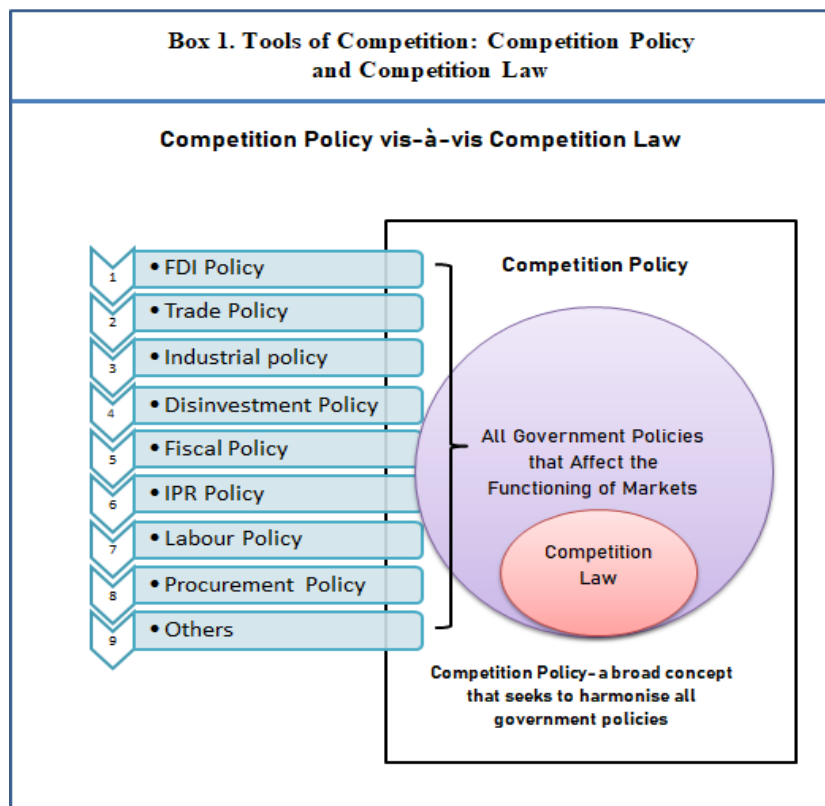 Box 1. Tools of Competition: Competition Policy
and Competition Law
Competition Policy vis-à-vis Competition Law
1 • FDI Policy
2 • Trade Policy
3 • Industrial policy
4 • Disinvestment Policy
5 • Fiscal Policy
6 • IPR Policy
7 • Labour Policy
8 • Procurement Policy
9 • Others
Competition Policy
All Government Policies
that Affect the
Functioning of Markets
Competition
Law
Competition Policy- a broad concept
that seeks to harmonise all
government policies